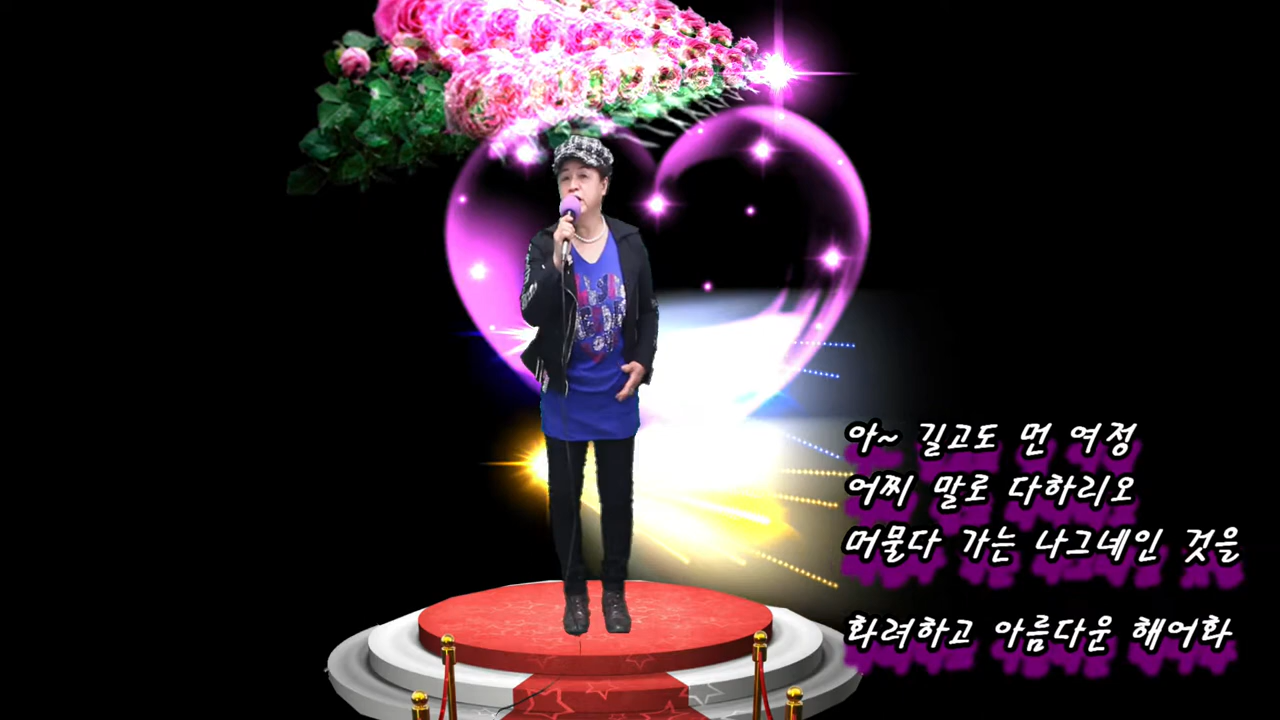 아~ 길고도 먼 여정
어찌 말로 다하리오
머물다 가는 나그네인 것을
화려하고 아름다운 해어화